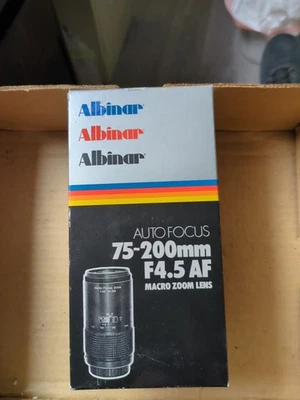 Albinar
Albinar
Albinar
AUTO FOCUS
75-200mm
F4.5 AF
MACRO ZOOM LENS